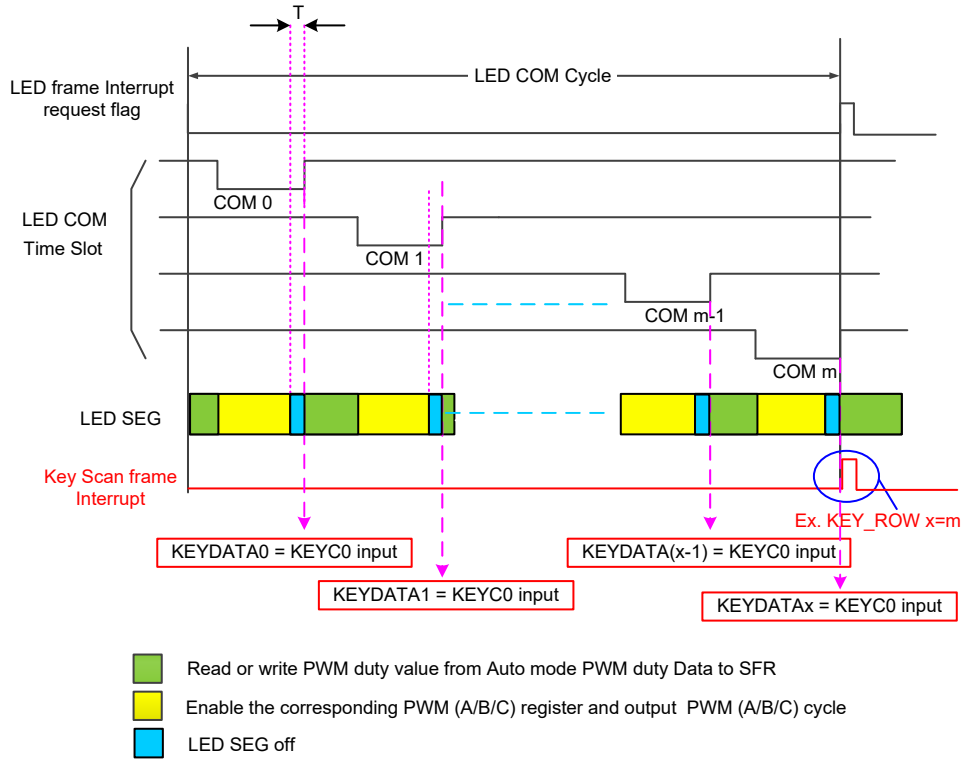 T
LED COM Cycle
LED frame Interrupt
request flag
COM 0
LED COM
Time Slot
COM 1
COM m-1
COM m
LED SEG
Key Scan frame
Interrupt
Ex. KEY_ROW x=m
KEYDATA0 = KEYC0 input
KEYDATA(x-1) = KEYC0 input
KEYDATA1 = KEYC0 input
KEYDATAx = KEYC0 input
Read or write PWM duty value from Auto mode PWM duty Data to SFR
Enable the corresponding PWM (A/B/C) register and output PWM (A/B/C) cycle
LED SEG off